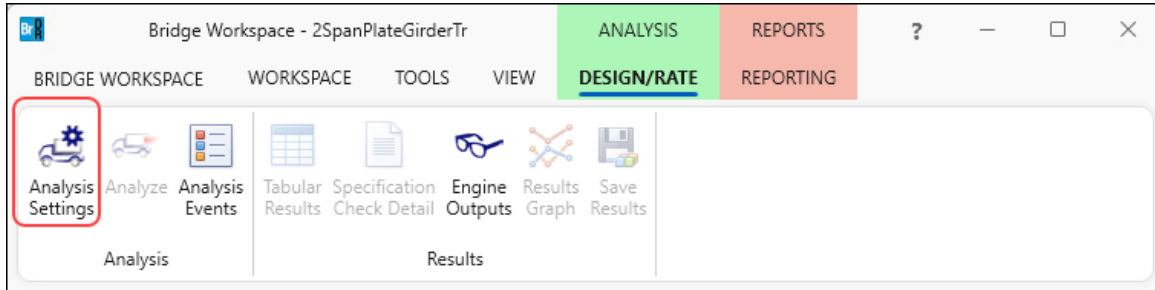 Br DR Bridge Workspace - 2SpanPlateGirderTr ANALYSIS REPORTS ?
BRIDGE WORKSPACE WORKSPACE TOOLS VIEW DESIGN/RATE REPORTING
Analysis Analyze Analysis Tabular Specification Engine Results Save
Settings Events Results Check Detail Outputs Graph Results
Analysis Results